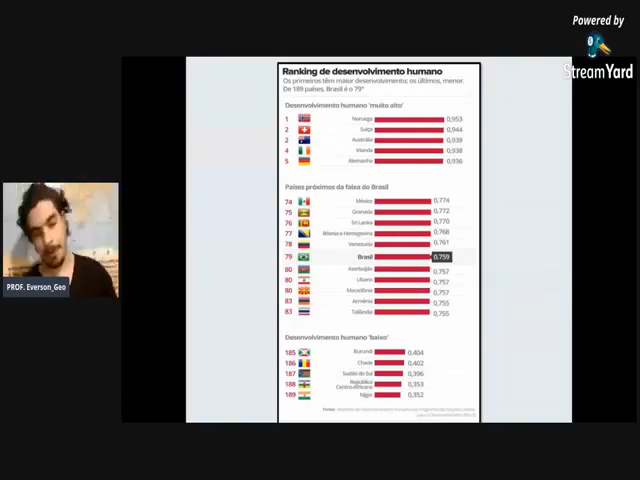 Powered by
StreamYard
Ranking de desenvolvimento humano
Os primeiros têm maior desenvolvimento; os últimos, menor.
De 189 países, Brasil é o 79º
Desenvolvimento humano 'muito alto'
1 Noruega 0,953
2 Suíça 0,944
2 Austrália 0,939
4 Irlanda 0,938
5 Alemanha 0,936
Países próximos da faixa do Brasil
74 México 0,774
75 Grenada 0,772
76 Sri Lanka 0,770
77 Bósnia e Herzegovina 0,768
78 Venezuela 0,761
79 Brasil 0,759
80 Azerbaijão 0,757
80 Líbano 0,757
80 Macedônia 0,757
83 Armênia 0,755
83 Tailândia 0,755
Desenvolvimento humano 'baixo'
185 Burundi 0,404
186 Chade 0,402
187 Sudão do Sul 0,396
188 República
Centro-Africana 0,353
189 Níger 0,352
Fonte:
PROF. Everson_Geo